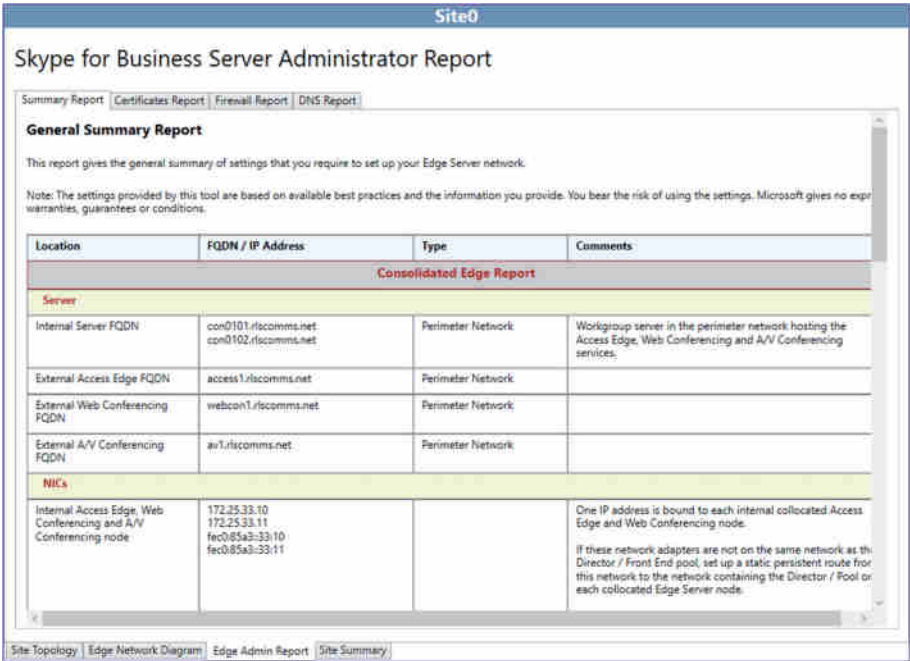 Site0
Skype for Business Server Administrator Report
Summary Report Certificates Report Firewall Report DNS Report
General Summary Report
This report gives the general summary of settings that you require to set up your Edge Server network.
Note: The settings provided by this tool are based on available best practices and the information you provide. You bear the risk of using the settings. Microsoft gives no expr
warranties, guarantees or conditions.
Location FQDN / IP Address Type Comments
Consolidated Edge Report
Server
Internal Server FQDN con0101.rlscomms.net Perimeter Network Workgroup server in the perimeter network hosting the
con0102.rlscomms.net Access Edge, Web Conferencing and A/V Conferencing
services.
External Access Edge FQDN access1.rlscomms.net Perimeter Network
External Web Conferencing webcon1.rlscomms.net Perimeter Network
FQDN
External A/V Conferencing av1.rlscomms.net Perimeter Network
FQDN
NICs
Internal Access Edge, Web 172.25.33.10 One IP address is bound to each internal collocated Access
Conferencing and A/V 172.25.33.11 Edge and Web Conferencing node.
Conferencing node fec0:85a3::33:10
fec0:85a3::33:11 If these network adapters are not on the same network as the
Director / Front End pool, set up a static persistent route from
this network to the network containing the Director / Pool on
each collocated Edge Server node.
Site Topology Edge Network Diagram Edge Admin Report Site Summary